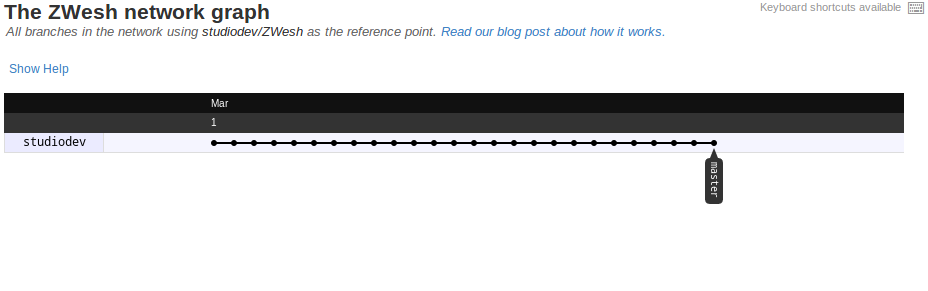 The ZWesh network graph
Keyboard shortcuts available
All branches in the network using studiodev/ZWesh as the reference point. Read our blog post about how it works.
Show Help
Mar
1
studiodev
master